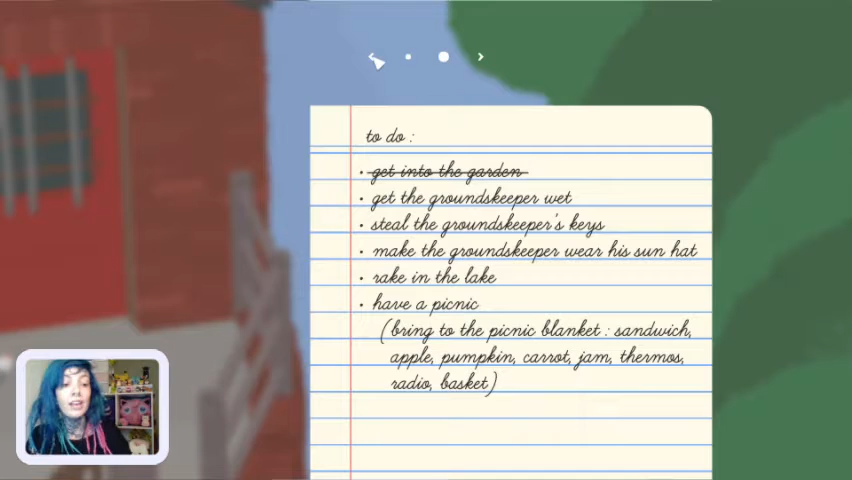 to do :
• get into the garden
• get the groundskeeper wet
• steal the groundskeeper's keys
• make the groundskeeper wear his sun hat
• rake in the lake
• have a picnic
(bring to the picnic blanket : sandwich,
apple, pumpkin, carrot, jam, thermos,
radio, basket)